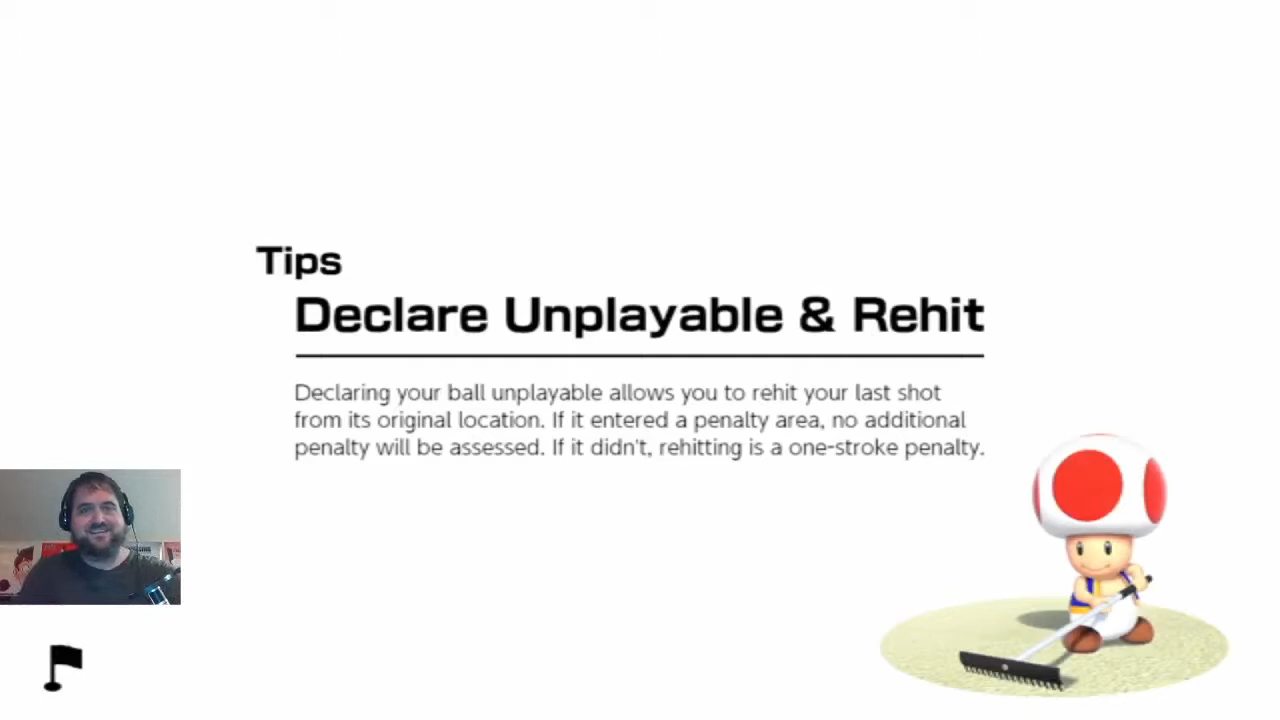 Tips
Declare Unplayable & Rehit
Declaring your ball unplayable allows you to rehit your last shot
from its original location. If it entered a penalty area, no additional
penalty will be assessed. If it didn't, rehitting is a one-stroke penalty.